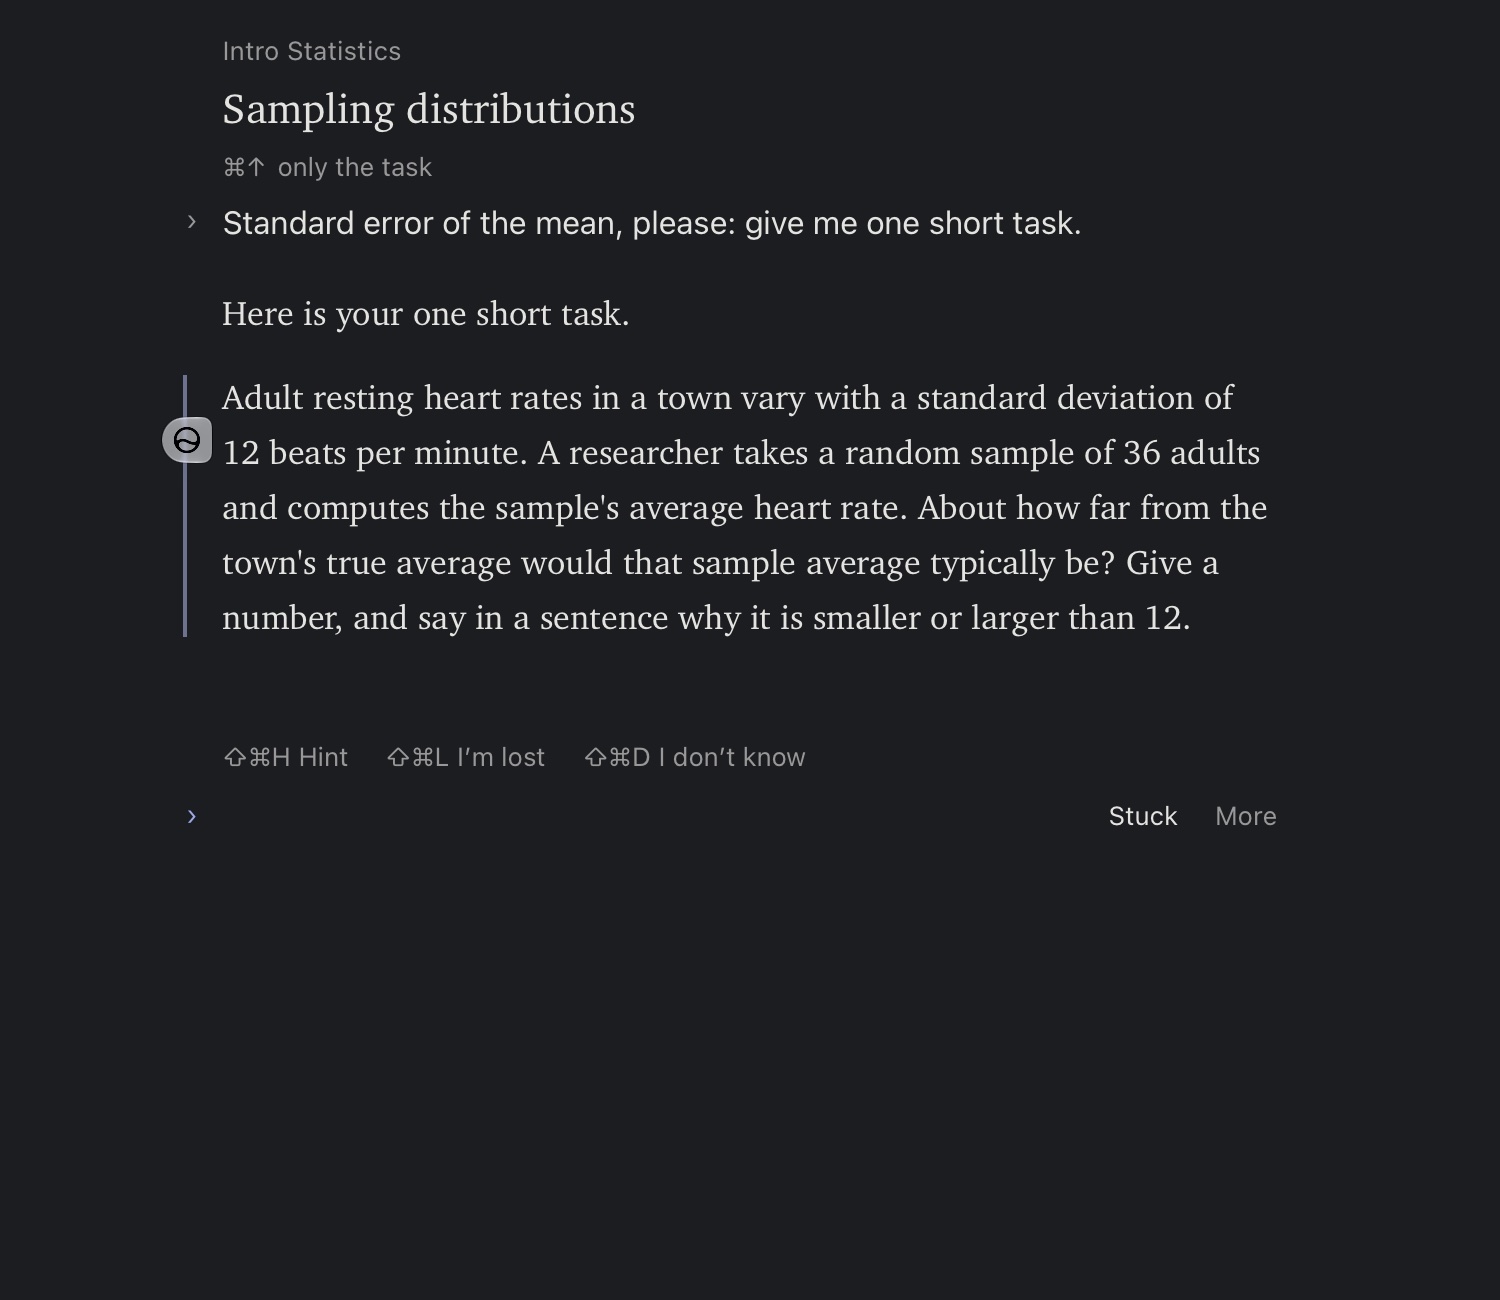 Intro Statistics
Sampling distributions
⌘↑ only the task
› Standard error of the mean, please: give me one short task.
Here is your one short task.
Adult resting heart rates in a town vary with a standard deviation of
12 beats per minute. A researcher takes a random sample of 36 adults
and computes the sample's average heart rate. About how far from the
town's true average would that sample average typically be? Give a
number, and say in a sentence why it is smaller or larger than 12.
⇧⌘H Hint ⇧⌘L I’m lost ⇧⌘D I don’t know
› Stuck More